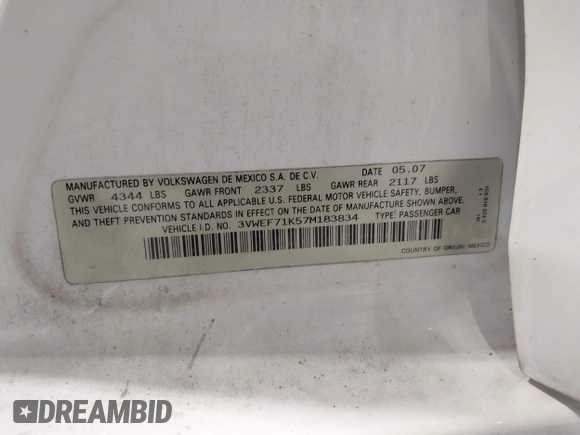 MANUFACTURED BY VOLKSWAGEN DE MEXICO S.A. DE C.V. DATE 05.07
GVWR 4344 LBS GAWR FRONT 2337 LBS GAWR REAR 2117 LBS
THIS VEHICLE CONFORMS TO ALL APPLICABLE U.S. FEDERAL MOTOR VEHICLE SAFETY, BUMPER,
AND THEFT PREVENTION STANDARDS IN EFFECT ON THE DATE OF MANUFACTURE SHOWN ABOVE.
VEHICLE I.D. NO. 3VWEF71K57M183834 TYPE: PASSENGER CAR
COUNTRY OF ORIGIN: MEXICO
DREAMBID